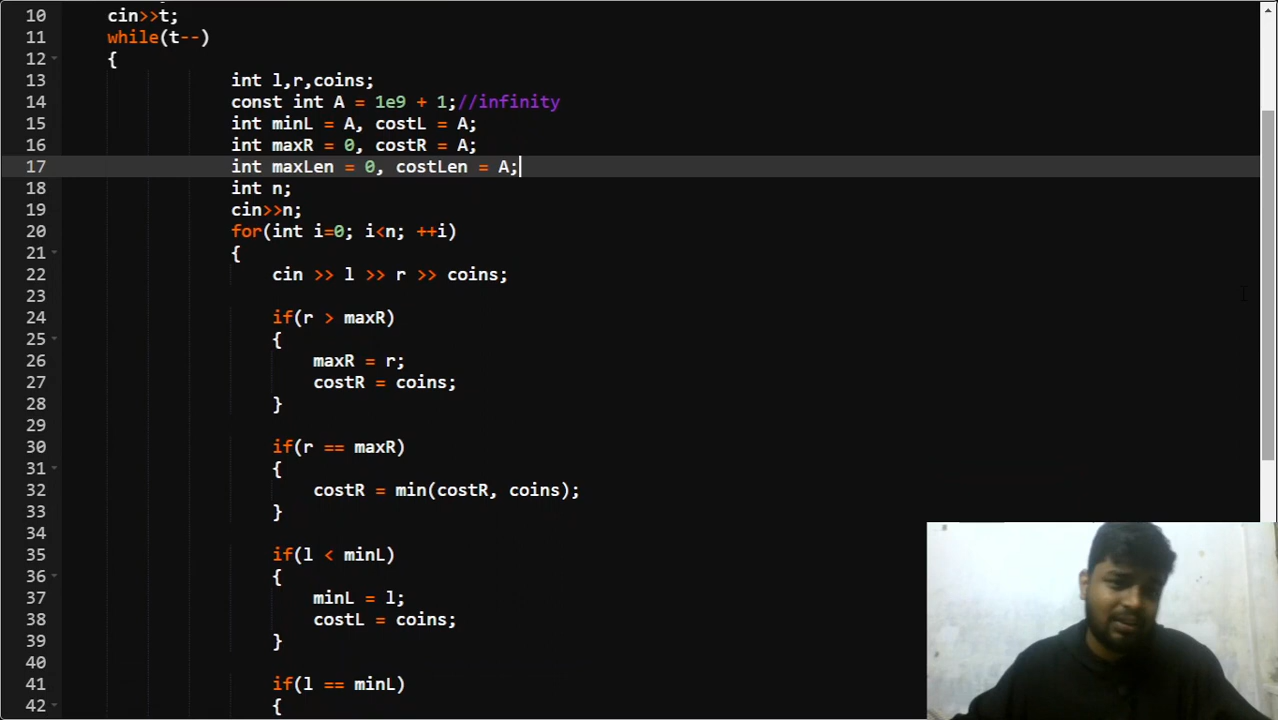 10 cin>>t;
11 while(t--)
12 {
13 int l,r,coins;
14 const int A = 1e9 + 1;//infinity
15 int minL = A, costL = A;
16 int maxR = 0, costR = A;
17 int maxLen = 0, costLen = A;
18 int n;
19 cin>>n;
20 for(int i=0; i<n; ++i)
21 {
22 cin >> l >> r >> coins;
23
24 if(r > maxR)
25 {
26 maxR = r;
27 costR = coins;
28 }
29
30 if(r == maxR)
31 {
32 costR = min(costR, coins);
33 }
34
35 if(l < minL)
36 {
37 minL = l;
38 costL = coins;
39 }
40
41 if(l == minL)
42 {